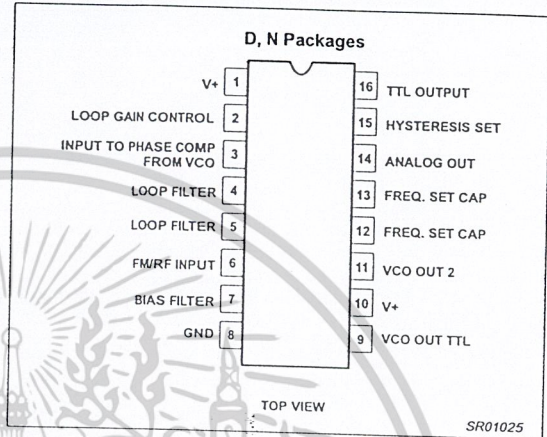 D, N Packages
V+ 1
LOOP GAIN CONTROL 2
INPUT TO PHASE COMP
FROM VCO 3
LOOP FILTER 4
LOOP FILTER 5
FM/RF INPUT 6
BIAS FILTER 7
GND 8
16 TTL OUTPUT
15 HYSTERESIS SET
14 ANALOG OUT
13 FREQ. SET CAP
12 FREQ. SET CAP
11 VCO OUT 2
10 V+
9 VCO OUT TTL
TOP VIEW
SR01025